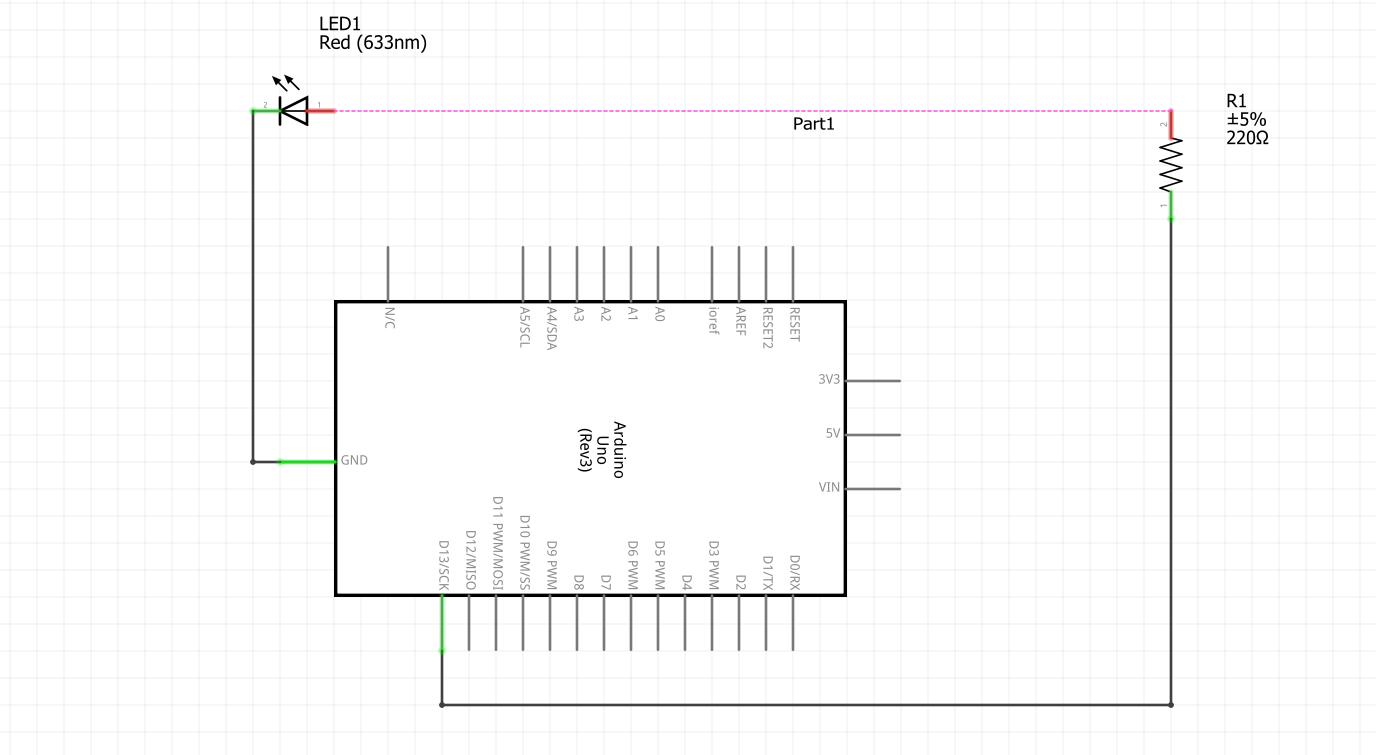 LED1
Red (633nm)
2
1
Part1
R1
±5%
220Ω
2
1
N/C
A5/SCL
A4/SDA
A3
A2
A1
A0
ioref
AREF
RESET2
RESET
3V3
5V
VIN
GND
Arduino
Uno
(Rev3)
D13/SCK
D12/MISO
D11 PWM/MOSI
D10 PWM/SS
D9 PWM
D8
D7
D6 PWM
D5 PWM
D4
D3 PWM
D2
D1/TX
D0/RX